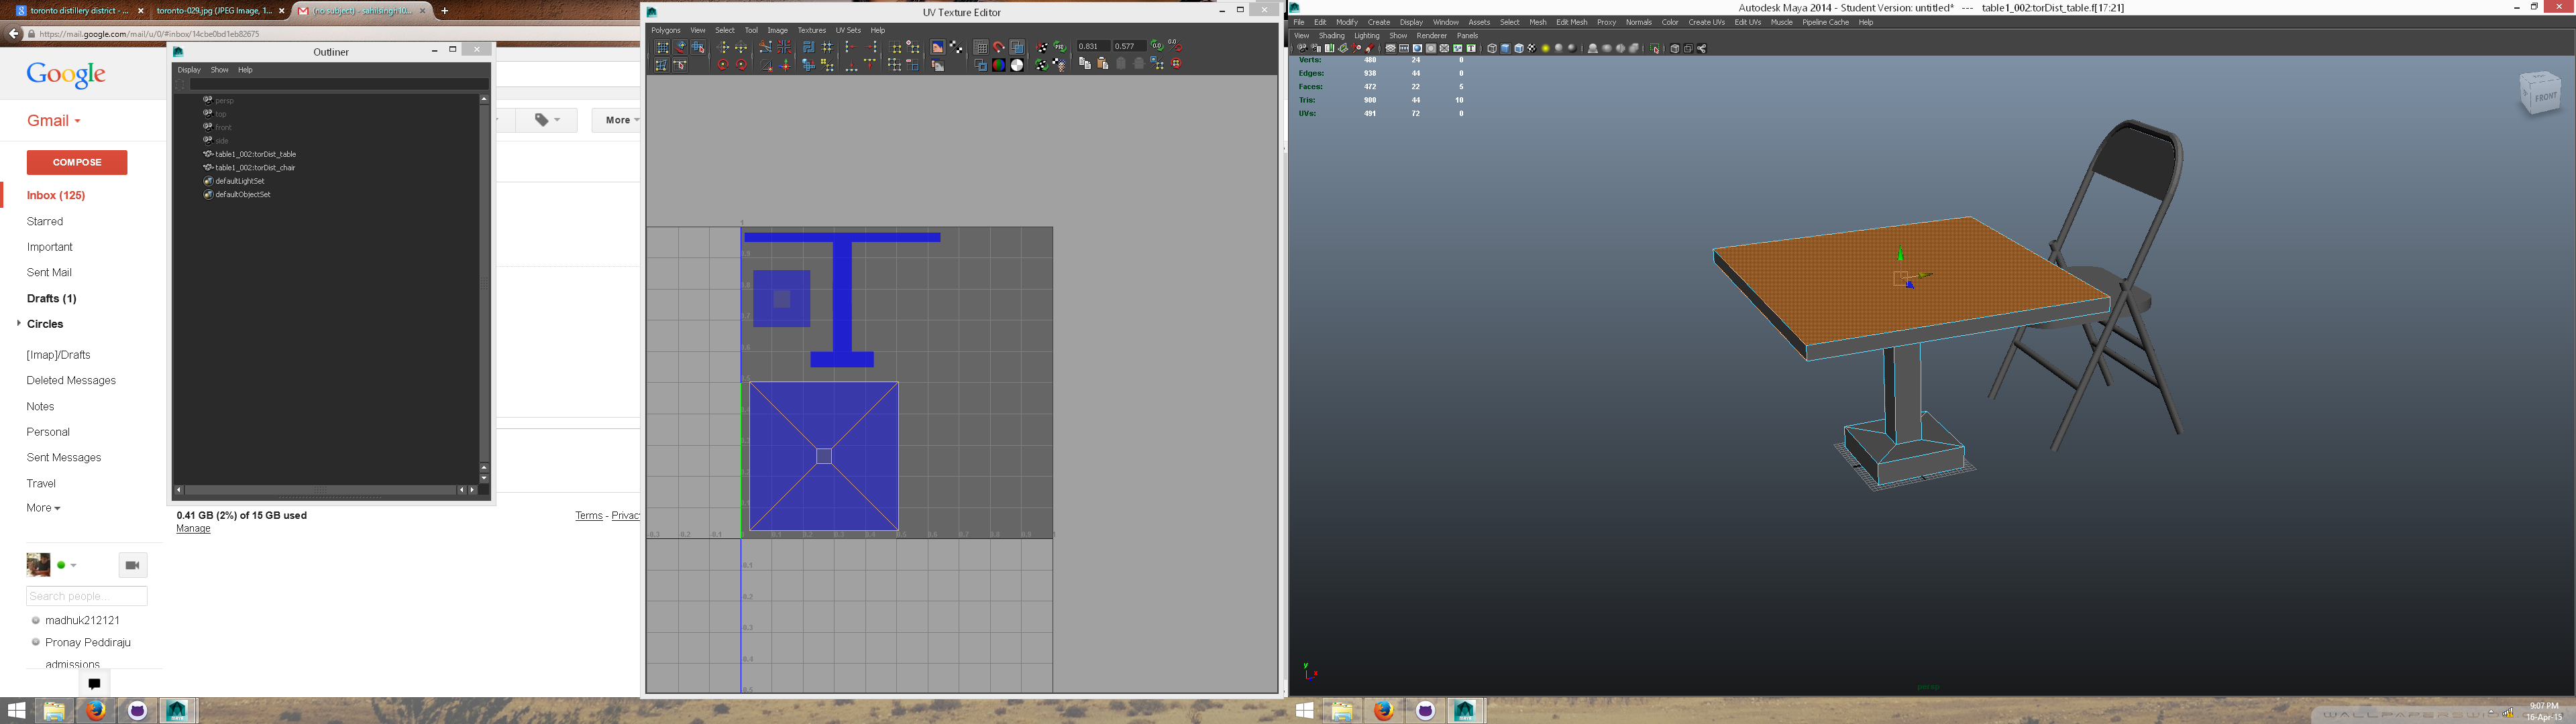 toronto distillery district - ...
toronto-029.jpg (JPEG Image, 1...
(no subject) - sahilsingh10...
https://mail.google.com/mail/u/0/#inbox/14cbe0bd1eb82675
Google
Gmail
COMPOSE
Inbox (125)
Starred
Important
Sent Mail
Drafts (1)
Circles
[Imap]/Drafts
Deleted Messages
Notes
Personal
Sent Messages
Travel
More
Search people...
madhuk212121
Pronay Peddiraju
admissions
More
0.41 GB (2%) of 15 GB used
Manage
Terms - Privac
Outliner
Display Show Help
persp
top
front
side
table1_002:torDist_table
table1_002:torDist_chair
defaultLightSet
defaultObjectSet
UV Texture Editor
Polygons View Select Tool Image Textures UV Sets Help
0.831 0.577
Autodesk Maya 2014 - Student Version: untitled* --- table1_002:torDist_table.f[17:21]
File Edit Modify Create Display Window Assets Select Mesh Edit Mesh Proxy Normals Color Create UVs Edit UVs Muscle Pipeline Cache Help
View Shading Lighting Show Renderer Panels
Verts: 480 24 0
Edges: 938 44 0
Faces: 472 22 5
Tris: 900 44 10
UVs: 491 72 0
FRONT
persp
y
x
9:07 PM
16-Apr-15